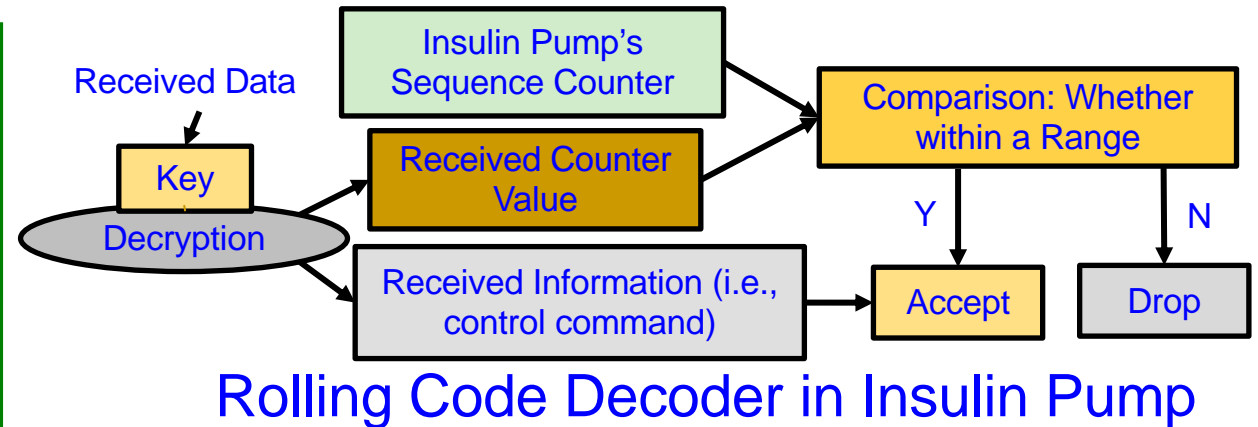 Insulin Pump's
Sequence Counter
Received Data
Comparison: Whether
within a Range
Key
Received Counter
Value
Decryption
Y
N
Received Information (i.e.,
control command)
Accept
Drop
Rolling Code Decoder in Insulin Pump